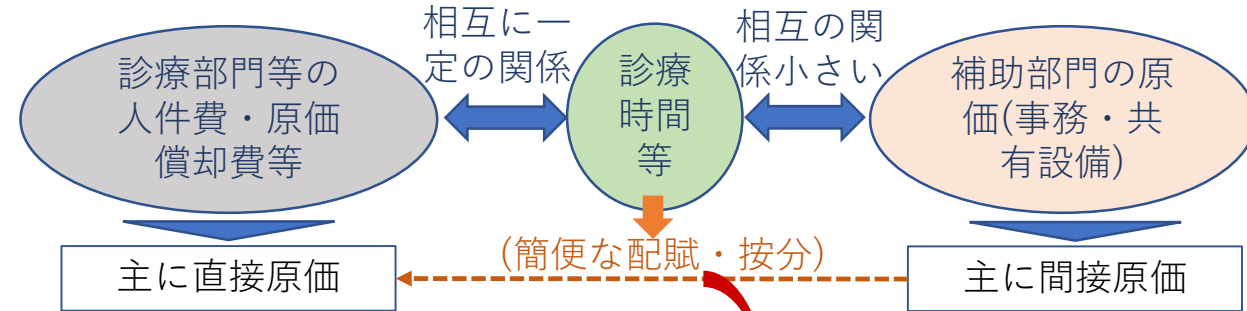 相互に一
定の関係
相互の関
係小さい
診療部門等の
人件費・原価
償却費等
診療
時間
等
補助部門の原
価(事務・共
有設備)
(簡便な配賦・按分)
主に直接原価
主に間接原価